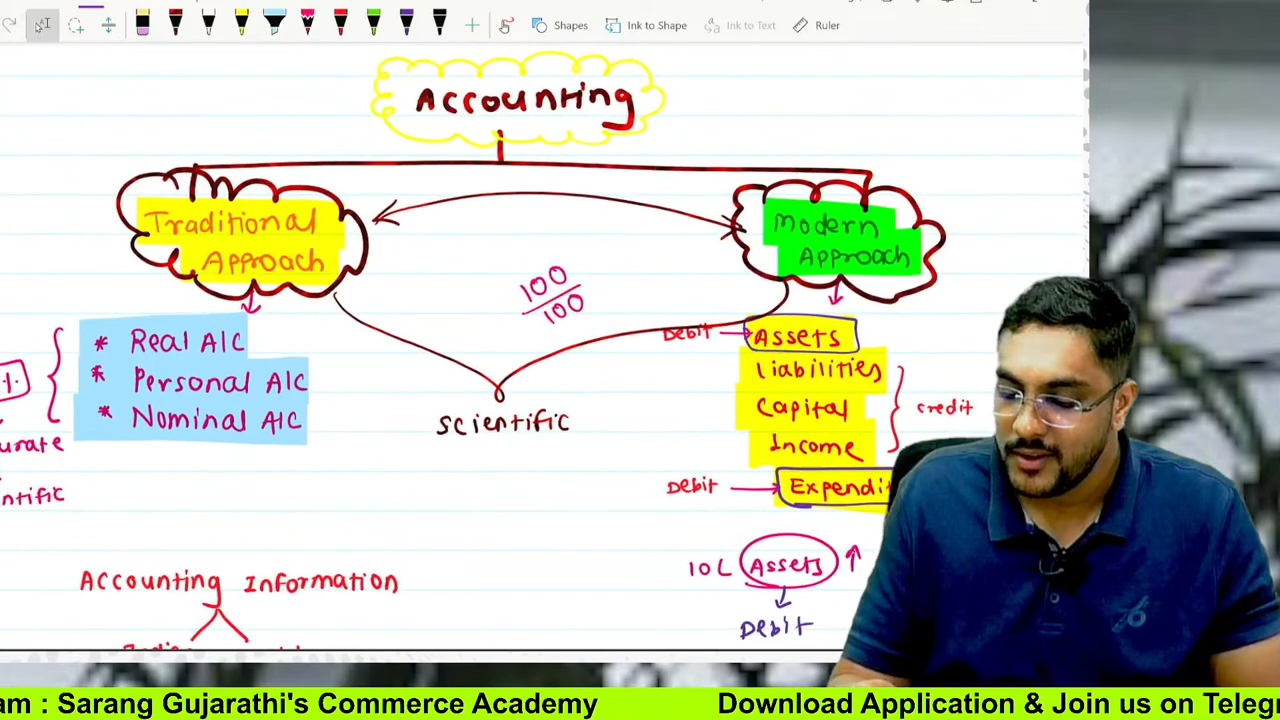 Shapes
Ink to Shape
Ink to Text
Ruler
Accounting
Traditional
Approach
Modern
Approach
100
100
* Real A/C
* Personal A/C
* Nominal A/C
urate
ntific
scientific
Debit
Assets
Liabilities
Capital
Income
credit
Debit
Expendit
Accounting Information
10L Assets
Debit
am : Sarang Gujarathi's Commerce Academy
Download Application & Join us on Teleg